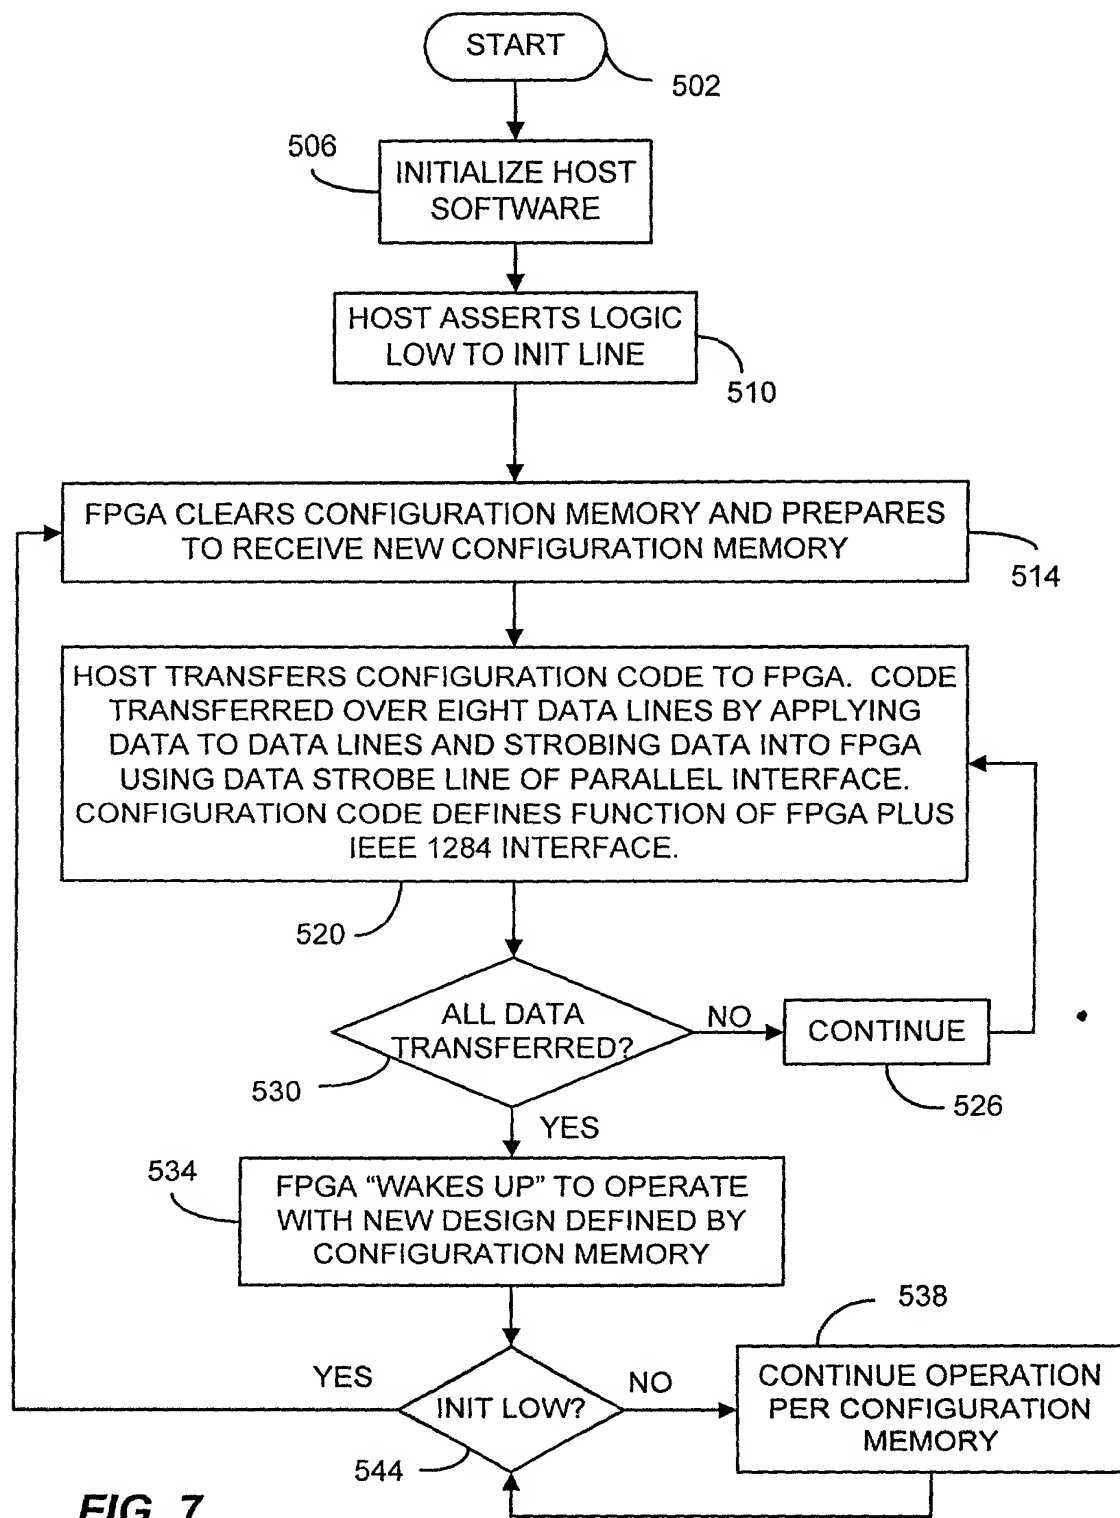 START
502
506
INITIALIZE HOST
SOFTWARE
HOST ASSERTS LOGIC
LOW TO INIT LINE
510
FPGA CLEARS CONFIGURATION MEMORY AND PREPARES
TO RECEIVE NEW CONFIGURATION MEMORY
514
HOST TRANSFERS CONFIGURATION CODE TO FPGA. CODE
TRANSFERRED OVER EIGHT DATA LINES BY APPLYING
DATA TO DATA LINES AND STROBING DATA INTO FPGA
USING DATA STROBE LINE OF PARALLEL INTERFACE.
CONFIGURATION CODE DEFINES FUNCTION OF FPGA PLUS
IEEE 1284 INTERFACE.
520
ALL DATA
TRANSFERRED?
530
NO
CONTINUE
526
YES
534
FPGA “WAKES UP” TO OPERATE
WITH NEW DESIGN DEFINED BY
CONFIGURATION MEMORY
538
YES
INIT LOW?
NO
544
CONTINUE OPERATION
PER CONFIGURATION
MEMORY
FIG. 7